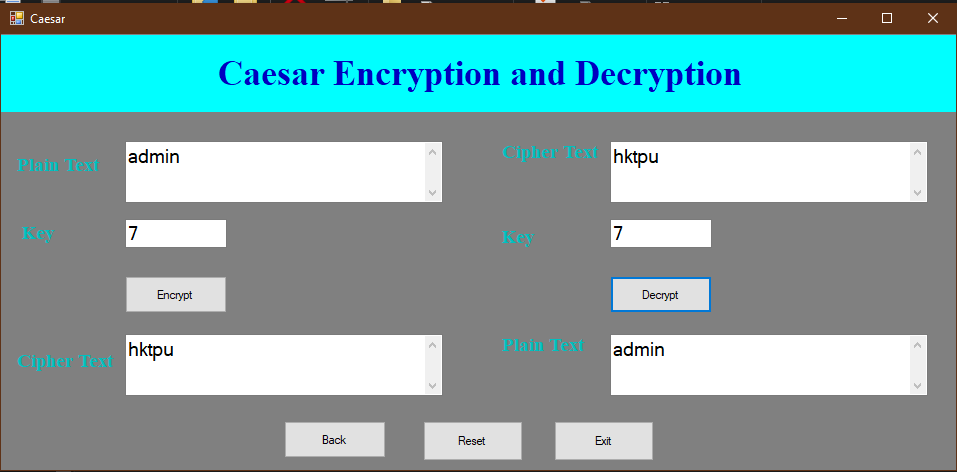 Caesar
Caesar Encryption and Decryption
Plain Text
admin
Cipher Text
hktpu
Key
7
Key
7
Encrypt
Decrypt
Cipher Text
hktpu
Plain Text
admin
Back
Reset
Exit